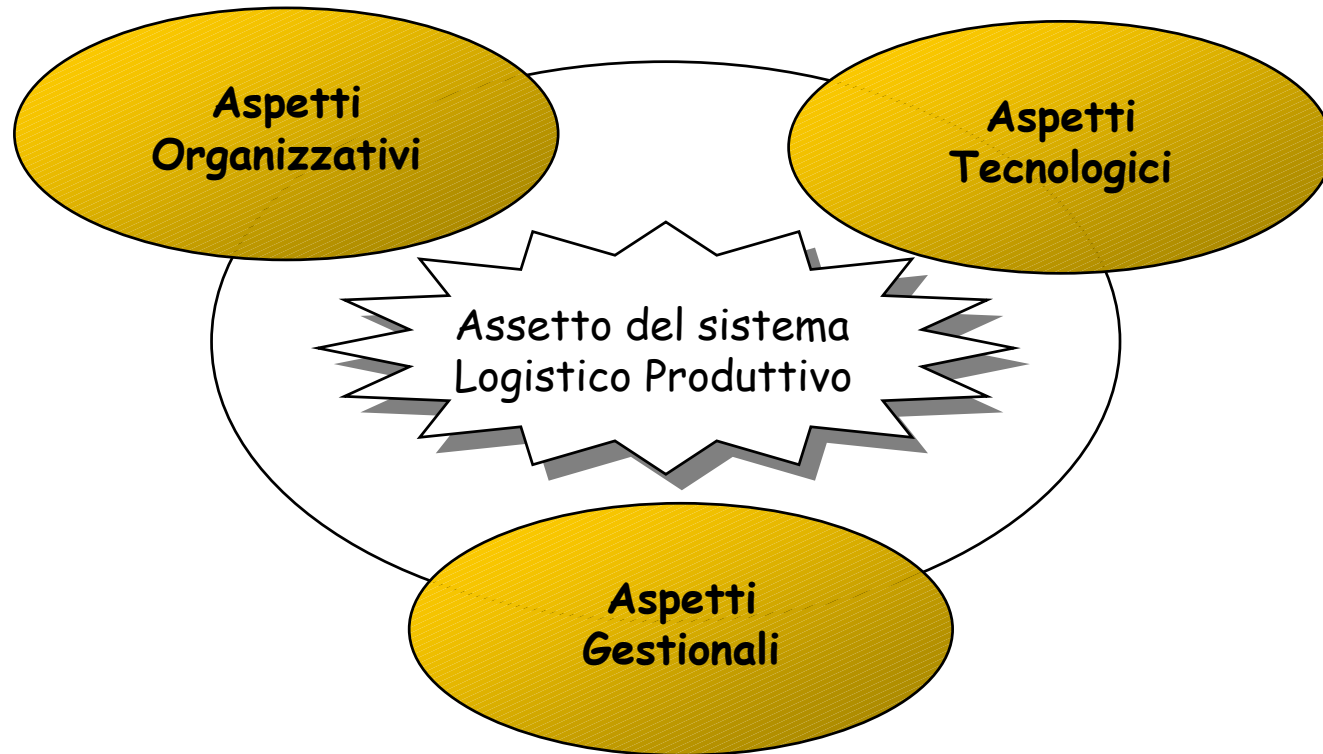 Aspetti
Organizzativi
Aspetti
Tecnologici
Assetto del sistema
Logistico Produttivo
Aspetti
Gestionali